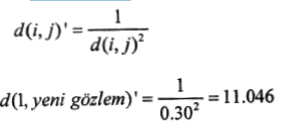 d(i, j)' = 1 / d(i, j)²
d(1, yeni gözlem)' = 1 / 0.30² = 11.046